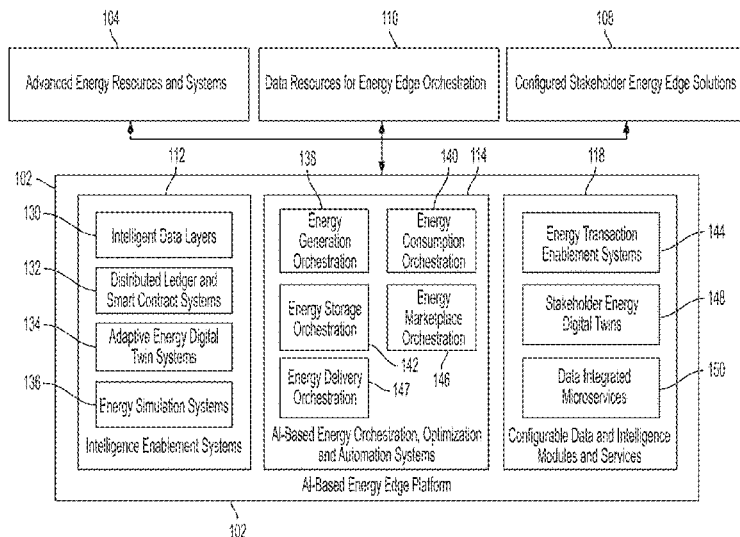 104
110
108
Advanced Energy Resources and Systems
Data Resources for Energy Edge Orchestration
Configured Stakeholder Energy Edge Solutions
102
112
138
140
114
118
130
Intelligent Data Layers
132
Distributed Ledger and
Smart Contract Systems
134
Adaptive Energy Digital
Twin Systems
136
Energy Simulation Systems
Intelligence Enablement Systems
Energy
Generation
Orchestration
Energy
Consumption
Orchestration
Energy Storage
Orchestration
142
Energy
Marketplace
Orchestration
146
Energy Delivery
Orchestration
147
AI-Based Energy Orchestration, Optimization
and Automation Systems
Energy Transaction
Enablement Systems
144
Stakeholder Energy
Digital Twins
148
Data Integrated
Microservices
150
Configurable Data and Intelligence
Modules and Services
AI-Based Energy Edge Platform
102